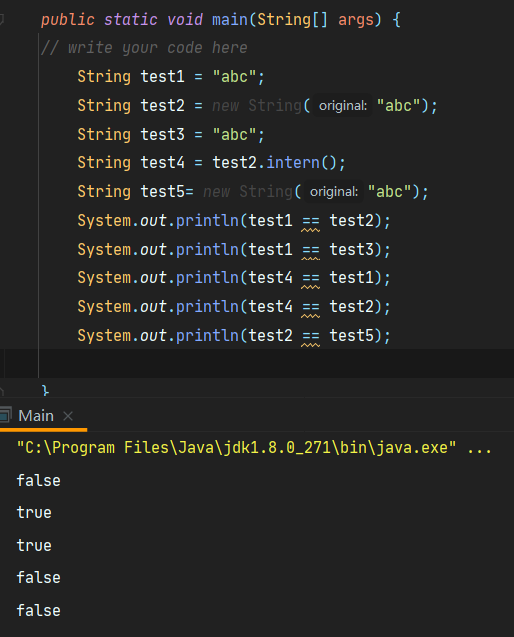 public static void main(String[] args) {
// write your code here
String test1 = "abc";
String test2 = new String( original: "abc");
String test3 = "abc";
String test4 = test2.intern();
String test5= new String( original: "abc");
System.out.println(test1 == test2);
System.out.println(test1 == test3);
System.out.println(test4 == test1);
System.out.println(test4 == test2);
System.out.println(test2 == test5);
}
Main ×
"C:\Program Files\Java\jdk1.8.0_271\bin\java.exe" ...
false
true
true
false
false